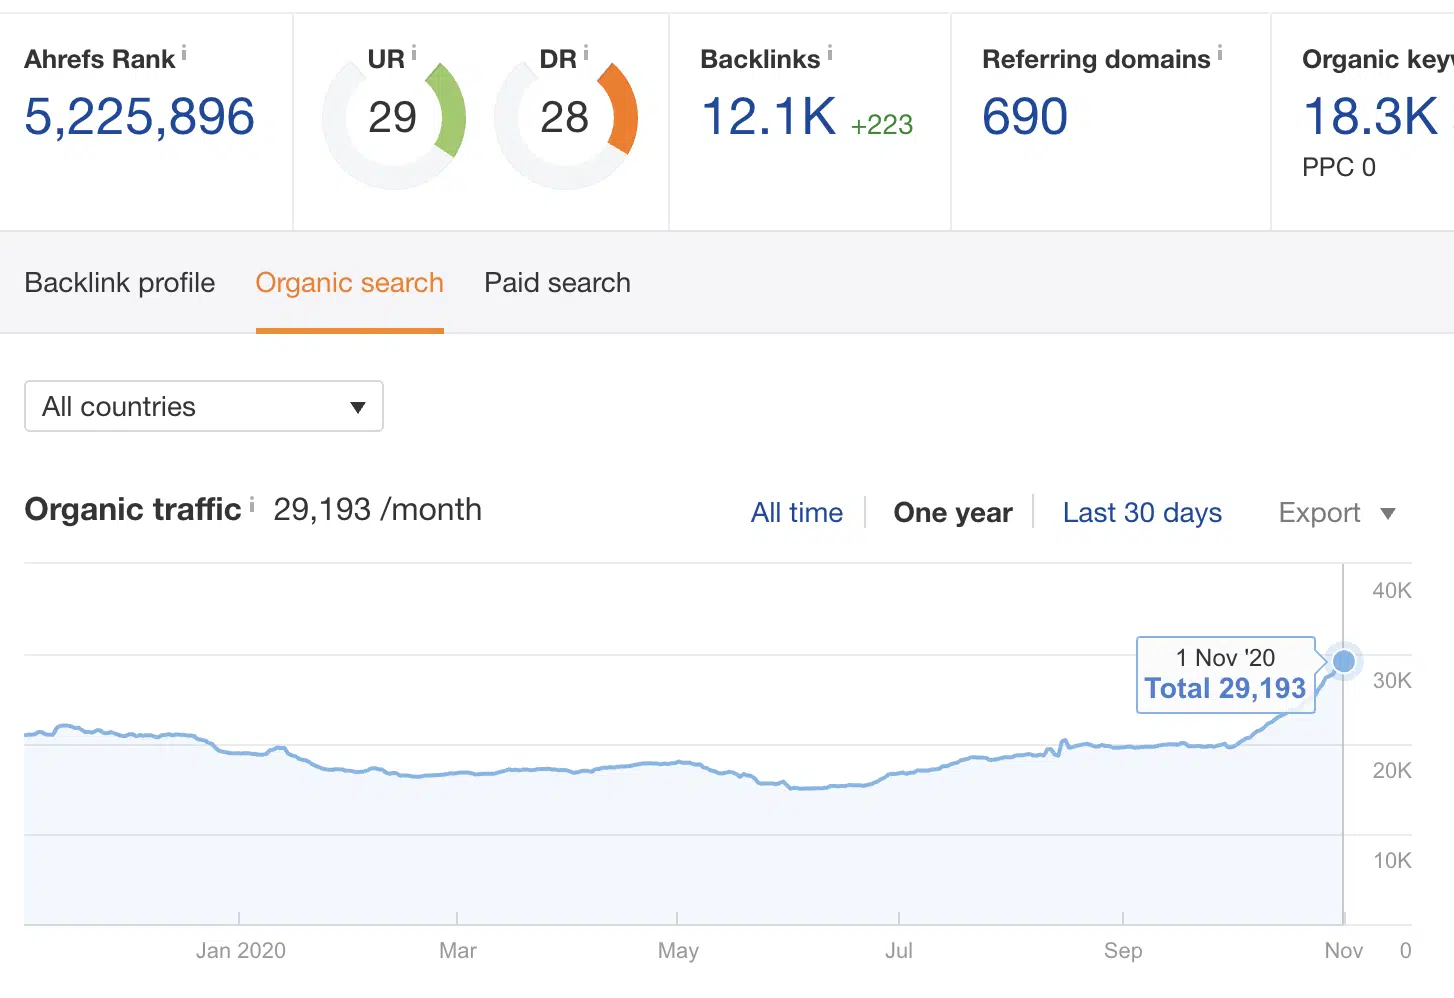 Ahrefs Rank i
5,225,896
UR i
29
DR i
28
Backlinks i
12.1K +223
Referring domains i
690
Organic keyw
18.3K
PPC 0
Backlink profile Organic search Paid search
All countries
Organic traffic i 29,193 /month
All time One year Last 30 days Export
40K
1 Nov '20
Total 29,193
30K
20K
10K
Jan 2020 Mar May Jul Sep Nov 0